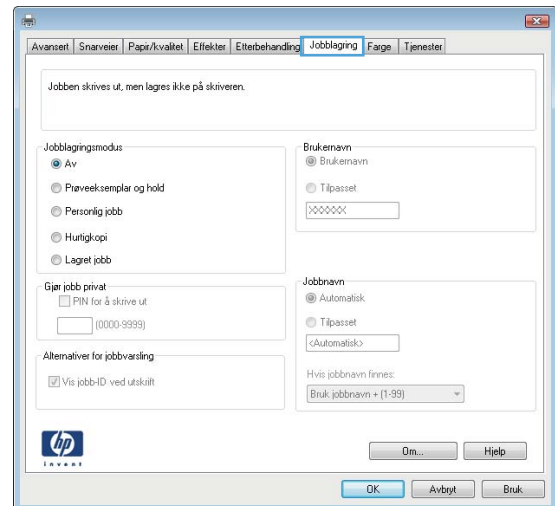 Avansert Snarveier Papir/kvalitet Effekter Etterbehandling Jobblagring Farge Tjenester
Jobben skrives ut, men lagres ikke på skriveren.
Jobblagringsmodus
Av
Prøveeksemplar og hold
Personlig jobb
Hurtigkopi
Lagret jobb
Brukernavn
Brukernavn
Tilpasset
XXXXXX
Gjør jobb privat
PIN for å skrive ut
(0000-9999)
Jobbnavn
Automatisk
Tilpasset
<Automatisk>
Hvis jobbnavn finnes:
Bruk jobbnavn + (1-99)
Alternativer for jobbvarsling
Vis jobb-ID ved utskrift
hp
invent
Om... Hjelp
OK Avbryt Bruk